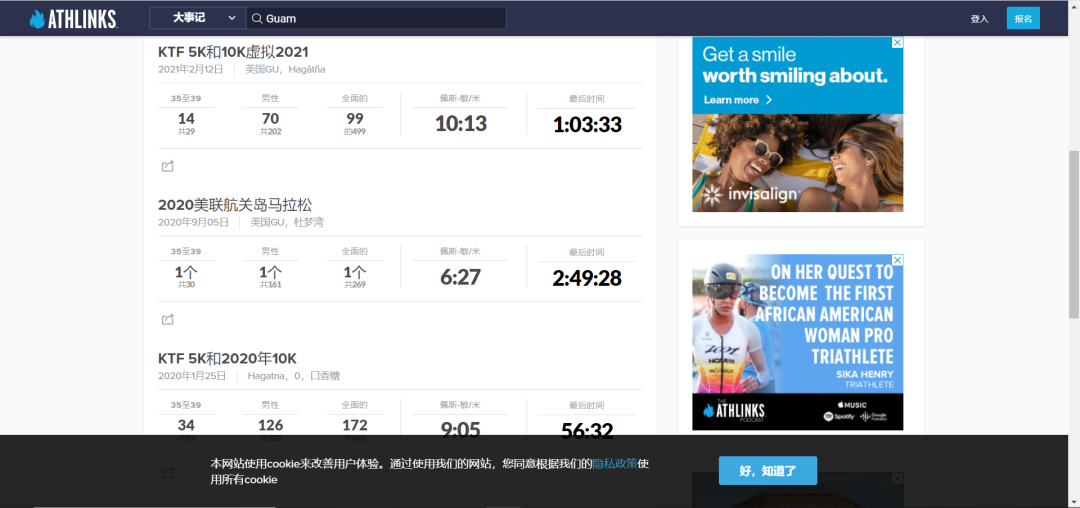 ATHLINKS
大事记
Guam
登入
报名
KTF 5K和10K虚拟2021
2021年2月12日
美国GU，Hagåtña
35至39
男性
全面的
佩斯·敏/米
最后时间
14
70
99
10:13
1:03:33
共29
共202
的499
2020美联航关岛马拉松
2020年9月05日
美国GU，杜梦湾
35至39
男性
全面的
佩斯·敏/米
最后时间
1个
1个
1个
6:27
2:49:28
共30
共161
共269
KTF 5K和2020年10K
2020年1月25日
Hagatna，0，口香糖
35至39
男性
全面的
佩斯·敏/米
最后时间
34
126
172
9:05
56:32
本网站使用cookie来改善用户体验。通过使用我们的网站，您同意根据我们的隐私政策使
用所有cookie
好，知道了
Get a smile
worth smiling about.
Learn more
invisalign
ON HER QUEST TO
BECOME THE FIRST
AFRICAN AMERICAN
WOMAN PRO
TRIATHLETE
SIKA HENRY
TRIATHLETE
ZOOT
HOKA
THE
ATHLINKS
PODCAST
MUSIC
Spotify
Google
Podcasts